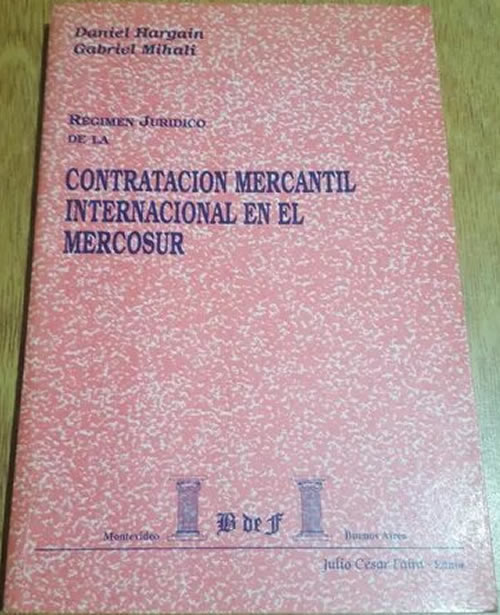 Daniel Hargain
Gabriel Mihali
REGIMEN JURIDICO
DE LA
CONTRATACION MERCANTIL
INTERNACIONAL EN EL
MERCOSUR
B de F
Montevideo Buenos Aires
Julio César Faira - Editor